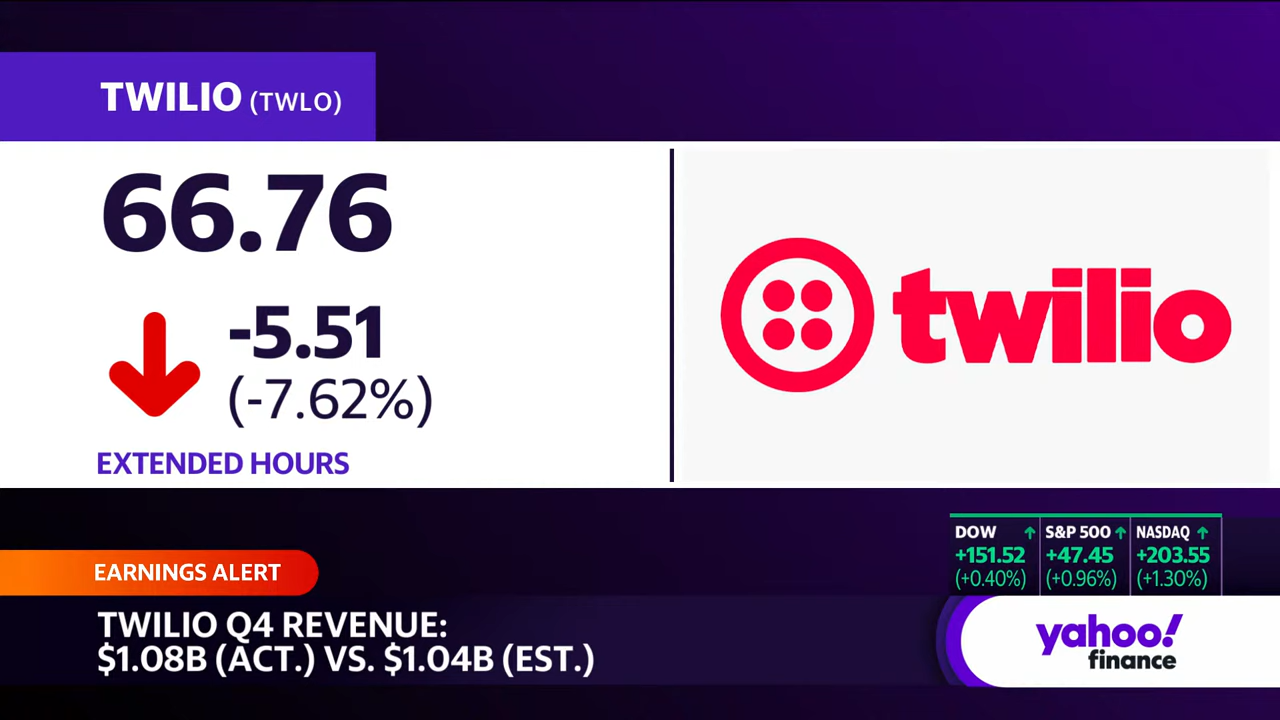 TWILIO (TWLO)
66.76
-5.51
(-7.62%)
EXTENDED HOURS
twilio
EARNINGS ALERT
TWILIO Q4 REVENUE:
$1.08B (ACT.) VS. $1.04B (EST.)
DOW
+151.52
(+0.40%)
S&P 500
+47.45
(+0.96%)
NASDAQ
+203.55
(+1.30%)
yahoo!
finance